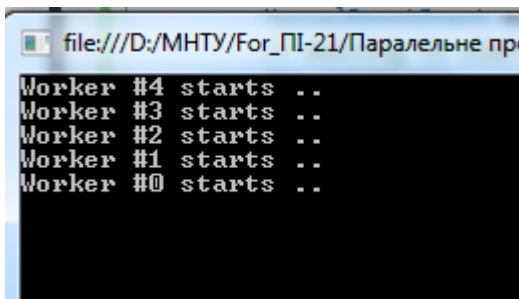 file:///D:/МНТУ/For_ПІ-21/Паралельне пр
Worker #4 starts ..
Worker #3 starts ..
Worker #2 starts ..
Worker #1 starts ..
Worker #0 starts ..